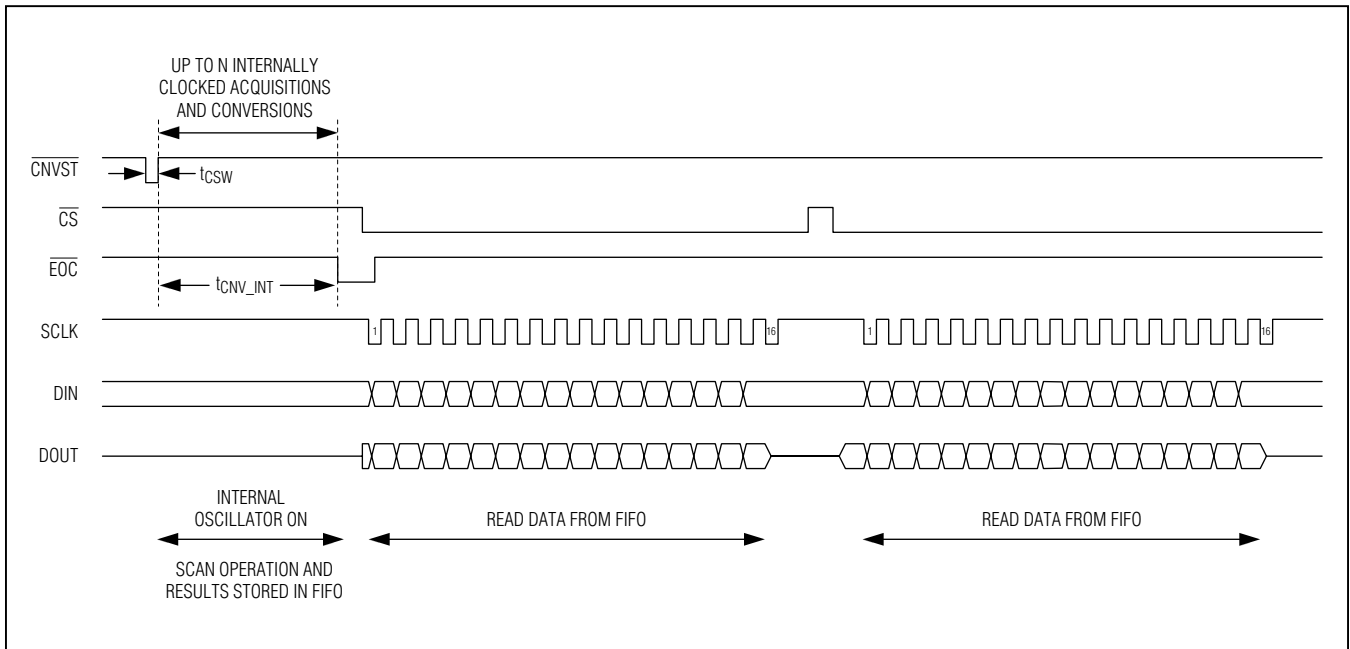 UP TO N INTERNALLY
CLOCKED ACQUISITIONS
AND CONVERSIONS
CNVST
tCSW
CS
EOC
tCNV_INT
SCLK
1
16
1
16
DIN
DOUT
INTERNAL
OSCILLATOR ON
READ DATA FROM FIFO
READ DATA FROM FIFO
SCAN OPERATION AND
RESULTS STORED IN FIFO